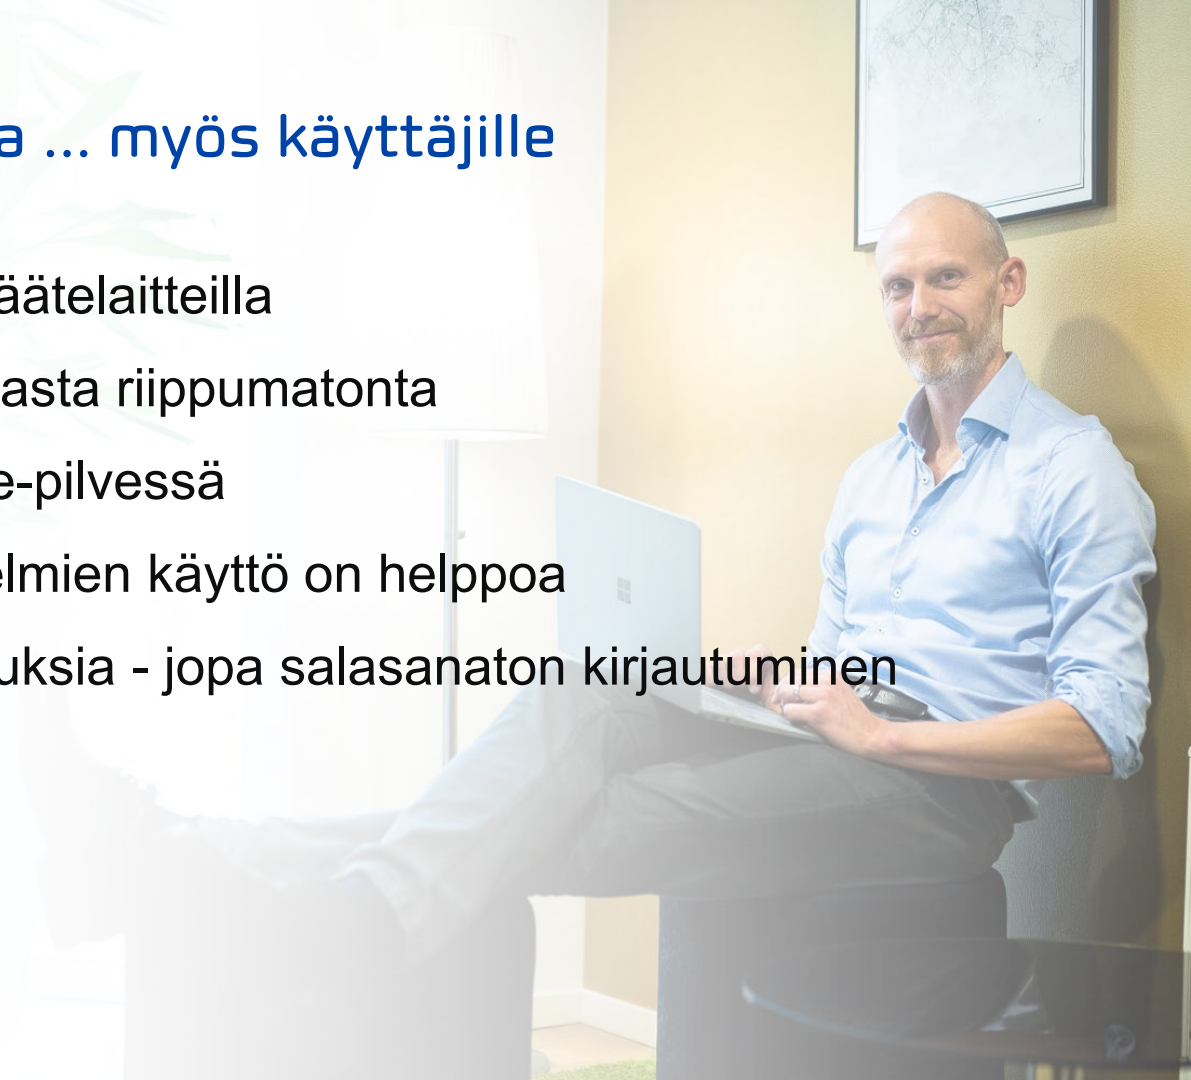 a ... myös käyttäjille
äätelaitteilla
asta riippumatonta
e-pilvessä
elmien käyttö on helppoa
uksia - jopa salasanaton kirjautuminen